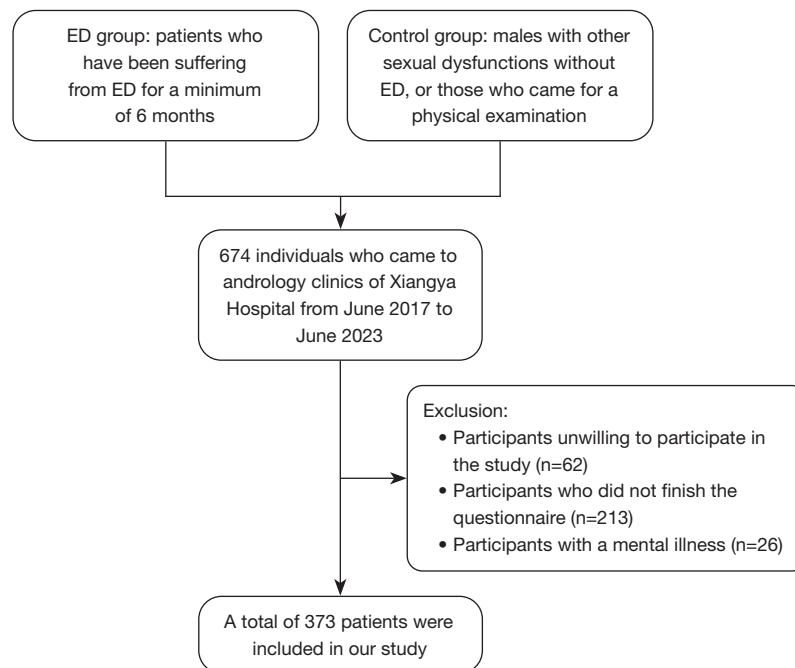 ED group: patients who
have been suffering
from ED for a minimum
of 6 months
Control group: males with other
sexual dysfunctions without
ED, or those who came for a
physical examination
674 individuals who came to
andrology clinics of Xiangya
Hospital from June 2017 to
June 2023
Exclusion:
• Participants unwilling to participate in
the study (n=62)
• Participants who did not finish the
questionnaire (n=213)
• Participants with a mental illness (n=26)
A total of 373 patients were
included in our study